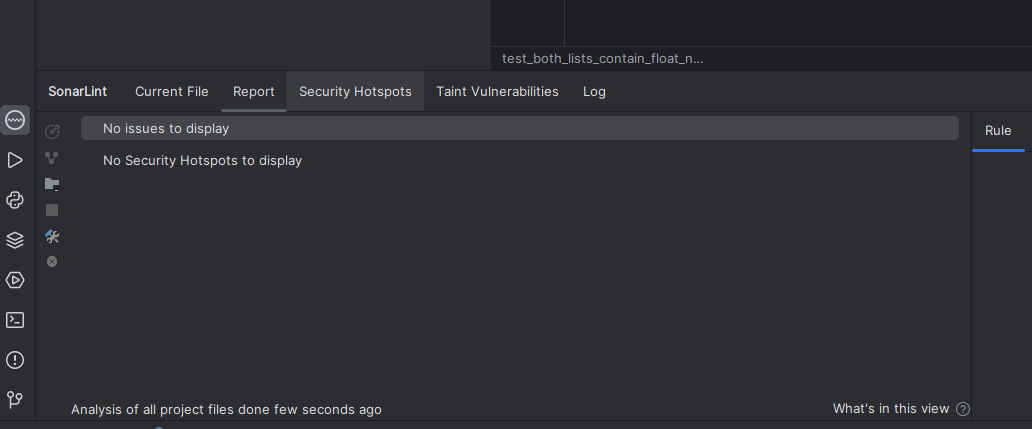 test_both_lists_contain_float_n...
SonarLint Current File Report Security Hotspots Taint Vulnerabilities Log
No issues to display
Rule
No Security Hotspots to display
Analysis of all project files done few seconds ago
What's in this view ?